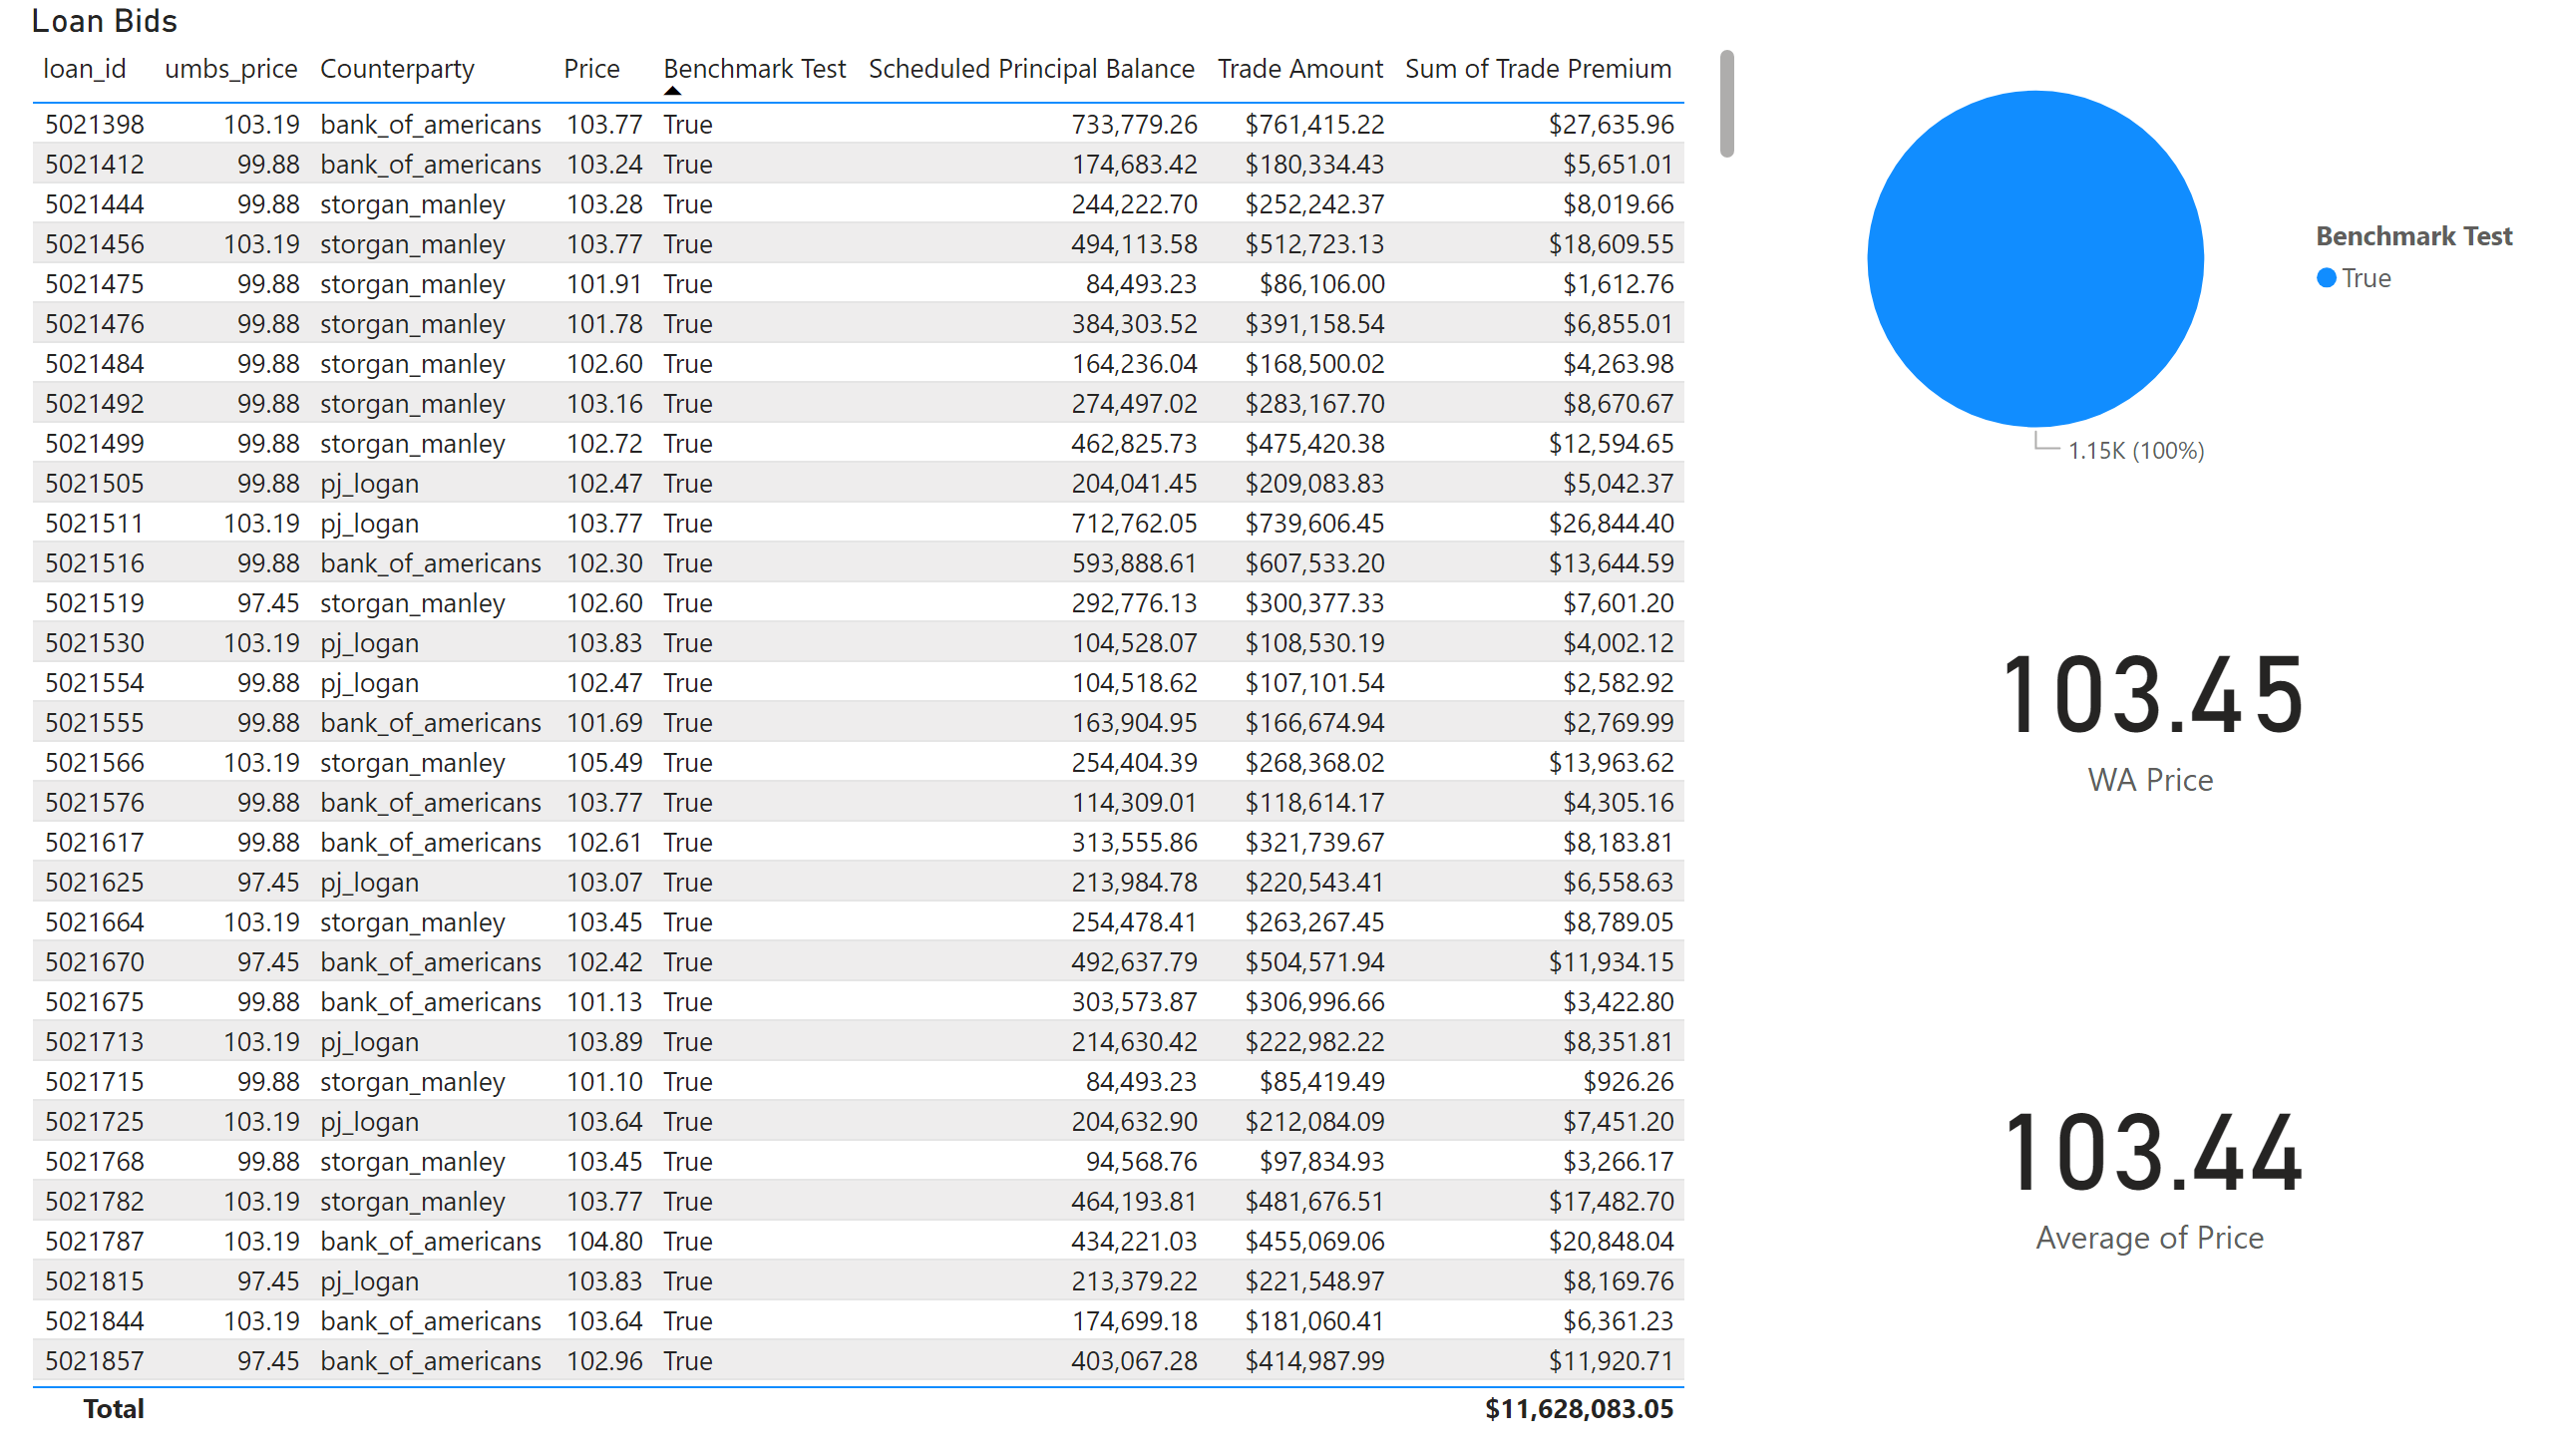 Loan Bids
loan_id umbs_price Counterparty Price Benchmark Test Scheduled Principal Balance Trade Amount Sum of Trade Premium
5021398 103.19 bank_of_americans 103.77 True 733,779.26 $761,415.22 $27,635.96
5021412 99.88 bank_of_americans 103.24 True 174,683.42 $180,334.43 $5,651.01
5021444 99.88 storgan_manley 103.28 True 244,222.70 $252,242.37 $8,019.66
5021456 103.19 storgan_manley 103.77 True 494,113.58 $512,723.13 $18,609.55
5021475 99.88 storgan_manley 101.91 True 84,493.23 $86,106.00 $1,612.76
5021476 99.88 storgan_manley 101.78 True 384,303.52 $391,158.54 $6,855.01
5021484 99.88 storgan_manley 102.60 True 164,236.04 $168,500.02 $4,263.98
5021492 99.88 storgan_manley 103.16 True 274,497.02 $283,167.70 $8,670.67
5021499 99.88 storgan_manley 102.72 True 462,825.73 $475,420.38 $12,594.65
5021505 99.88 pj_logan 102.47 True 204,041.45 $209,083.83 $5,042.37
5021511 103.19 pj_logan 103.77 True 712,762.05 $739,606.45 $26,844.40
5021516 99.88 bank_of_americans 102.30 True 593,888.61 $607,533.20 $13,644.59
5021519 97.45 storgan_manley 102.60 True 292,776.13 $300,377.33 $7,601.20
5021530 103.19 pj_logan 103.83 True 104,528.07 $108,530.19 $4,002.12
5021554 99.88 pj_logan 102.47 True 104,518.62 $107,101.54 $2,582.92
5021555 99.88 bank_of_americans 101.69 True 163,904.95 $166,674.94 $2,769.99
5021566 103.19 storgan_manley 105.49 True 254,404.39 $268,368.02 $13,963.62
5021576 99.88 bank_of_americans 103.77 True 114,309.01 $118,614.17 $4,305.16
5021617 99.88 bank_of_americans 102.61 True 313,555.86 $321,739.67 $8,183.81
5021625 97.45 pj_logan 103.07 True 213,984.78 $220,543.41 $6,558.63
5021664 103.19 storgan_manley 103.45 True 254,478.41 $263,267.45 $8,789.05
5021670 97.45 bank_of_americans 102.42 True 492,637.79 $504,571.94 $11,934.15
5021675 99.88 bank_of_americans 101.13 True 303,573.87 $306,996.66 $3,422.80
5021713 103.19 pj_logan 103.89 True 214,630.42 $222,982.22 $8,351.81
5021715 99.88 storgan_manley 101.10 True 84,493.23 $85,419.49 $926.26
5021725 103.19 pj_logan 103.64 True 204,632.90 $212,084.09 $7,451.20
5021768 99.88 storgan_manley 103.45 True 94,568.76 $97,834.93 $3,266.17
5021782 103.19 storgan_manley 103.77 True 464,193.81 $481,676.51 $17,482.70
5021787 103.19 bank_of_americans 104.80 True 434,221.03 $455,069.06 $20,848.04
5021815 97.45 pj_logan 103.83 True 213,379.22 $221,548.97 $8,169.76
5021844 103.19 bank_of_americans 103.64 True 174,699.18 $181,060.41 $6,361.23
5021857 97.45 bank_of_americans 102.96 True 403,067.28 $414,987.99 $11,920.71
Total $11,628,083.05
Benchmark Test
True
1.15K (100%)
103.45
WA Price
103.44
Average of Price